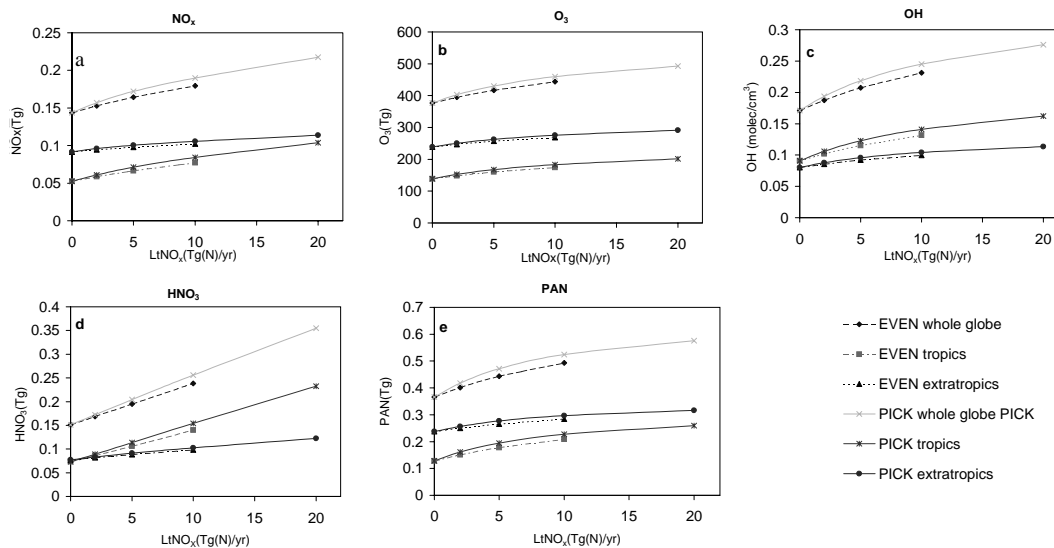 NOx
a
0.25
0.2
0.15
0.1
0.05
0
NOx(Tg)
0 5 10 15 20
LtNOx(Tg(N)/yr)
O3
b
600
500
400
300
200
100
0
O3(Tg)
0 5 10 15 20
LtNOx(Tg(N)/yr)
OH
c
0.3
0.25
0.2
0.15
0.1
0.05
0
OH (molec/cm3)
0 5 10 15 20
LtNOx(Tg(N)/yr)
HNO3
d
0.4
0.35
0.3
0.25
0.2
0.15
0.1
0.05
0
HNO3(Tg)
0 5 10 15 20
LtNOx(Tg(N)/yr)
PAN
e
0.7
0.6
0.5
0.4
0.3
0.2
0.1
0
PAN(Tg)
0 5 10 15 20
LtNOx(Tg(N)/yr)
EVEN whole globe
EVEN tropics
EVEN extratropics
PICK whole globe PICK
PICK tropics
PICK extratropics